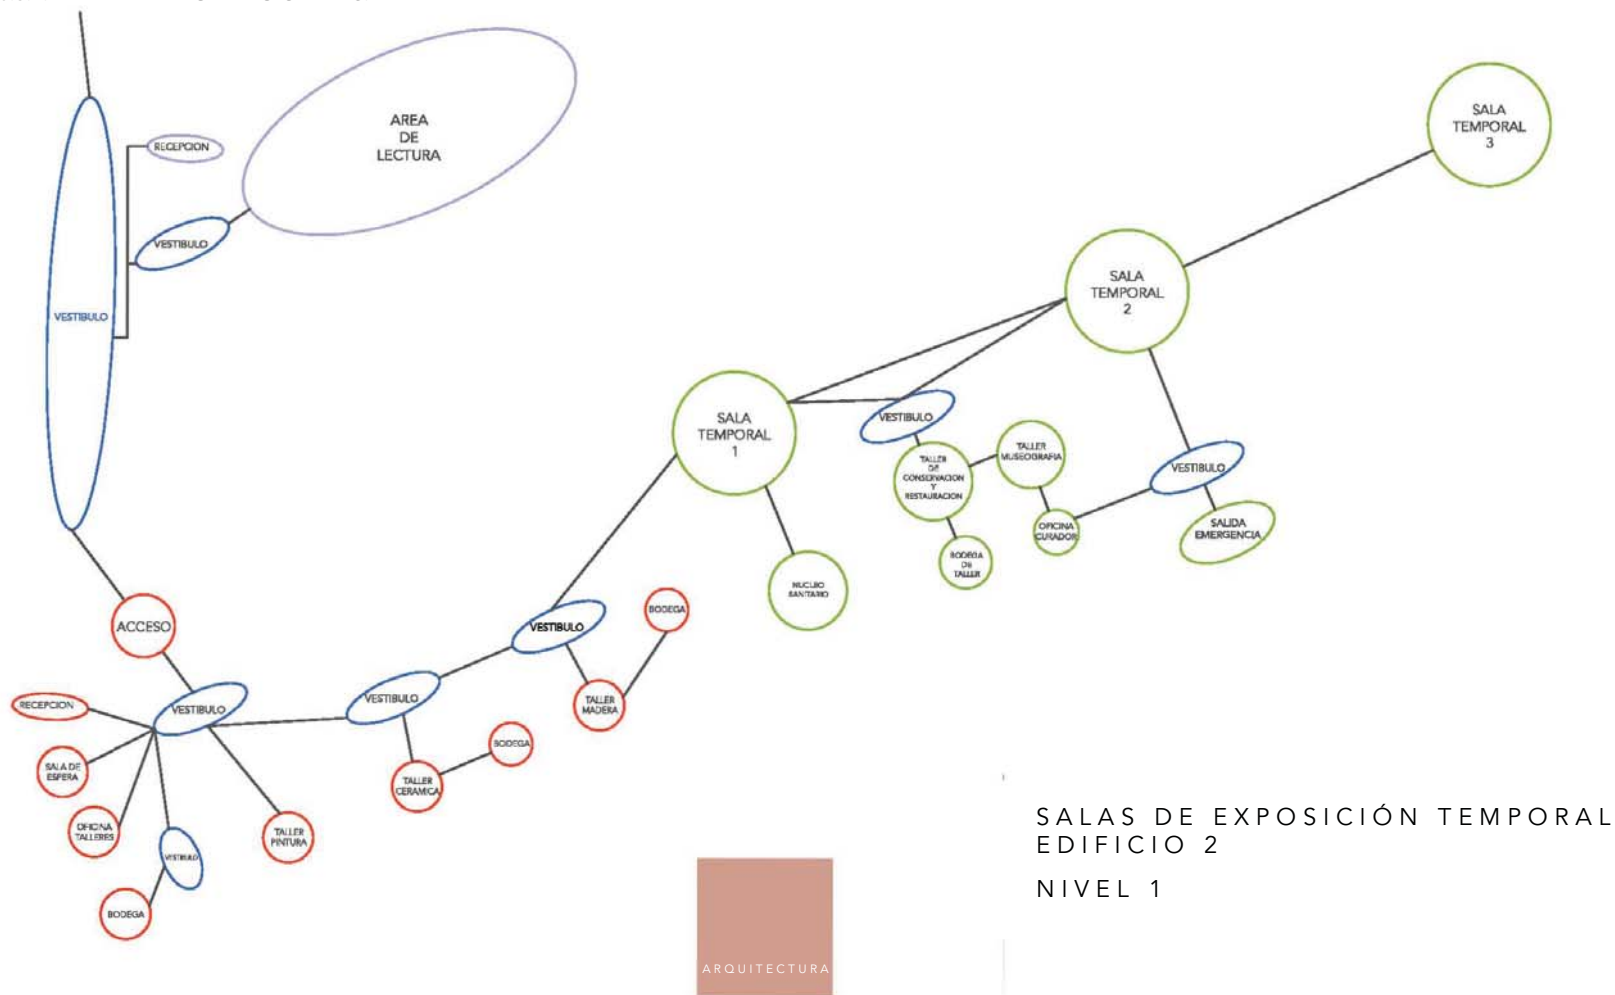 AREA
DE
LECTURA
RECEPCION
VESTIBULO
VESTIBULO
SALA
TEMPORAL
3
SALA
TEMPORAL
2
SALA
TEMPORAL
1
VESTIBULO
TALLER
DE
CONSERVACION
Y
RESTAURACION
TALLER
MUSEOGRAFIA
OFICINA
CURADOR
BODEGA
DE
TALLER
VESTIBULO
SALIDA
EMERGENCIA
NUCLEO
SANITARIO
ACCESO
VESTIBULO
BODEGA
TALLER
MADERA
VESTIBULO
BODEGA
TALLER
CERAMICA
RECEPCION
VESTIBULO
SALA DE
ESPERA
OFICINA
TALLERES
VESTIBULO
BODEGA
TALLER
PINTURA
SALAS DE EXPOSICIÓN TEMPORAL
EDIFICIO 2
NIVEL 1
ARQUITECTURA